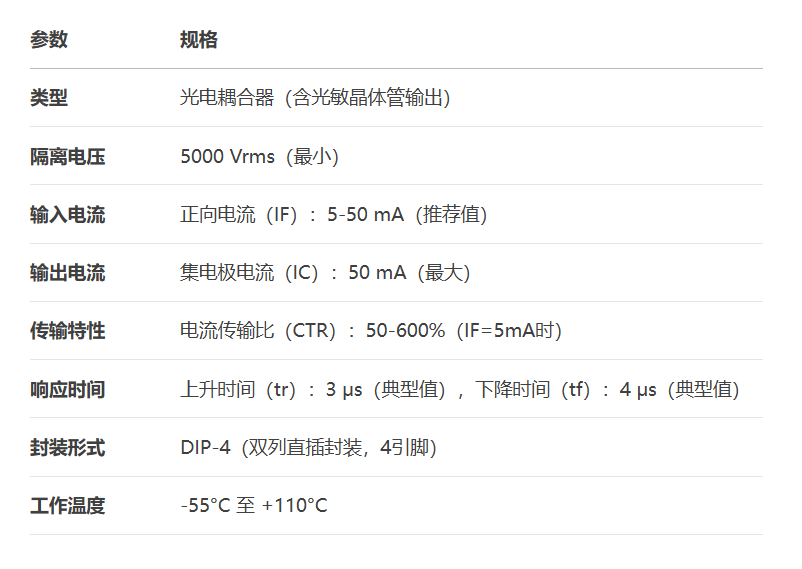 参数 规格
类型 光电耦合器（含光敏晶体管输出）
隔离电压 5000 Vrms（最小）
输入电流 正向电流（IF）：5-50 mA（推荐值）
输出电流 集电极电流（IC）：50 mA（最大）
传输特性 电流传输比（CTR）：50-600%（IF=5mA时）
响应时间 上升时间（tr）：3 μs（典型值），下降时间（tf）：4 μs（典型值）
封装形式 DIP-4（双列直插封装，4引脚）
工作温度 -55°C 至 +110°C